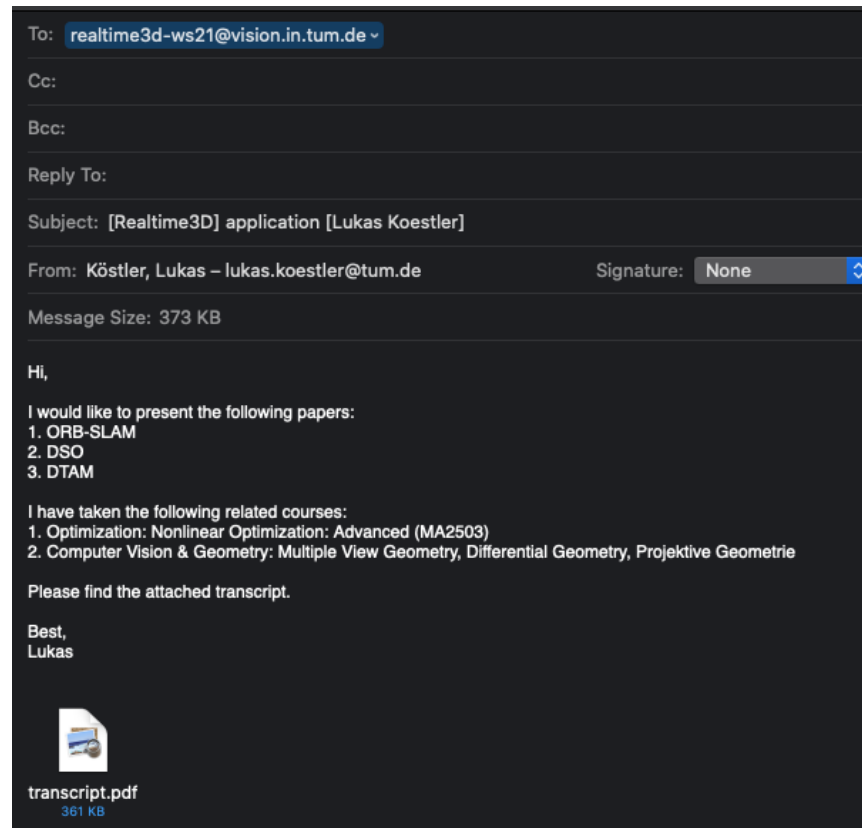 To: realtime3d-ws21@vision.in.tum.de
Cc:
Bcc:
Reply To:
Subject: [Realtime3D] application [Lukas Koestler]
From: Köstler, Lukas – lukas.koestler@tum.de Signature: None
Message Size: 373 KB
Hi,
I would like to present the following papers:
1. ORB-SLAM
2. DSO
3. DTAM
I have taken the following related courses:
1. Optimization: Nonlinear Optimization: Advanced (MA2503)
2. Computer Vision & Geometry: Multiple View Geometry, Differential Geometry, Projektive Geometrie
Please find the attached transcript.
Best,
Lukas
transcript.pdf
361 KB